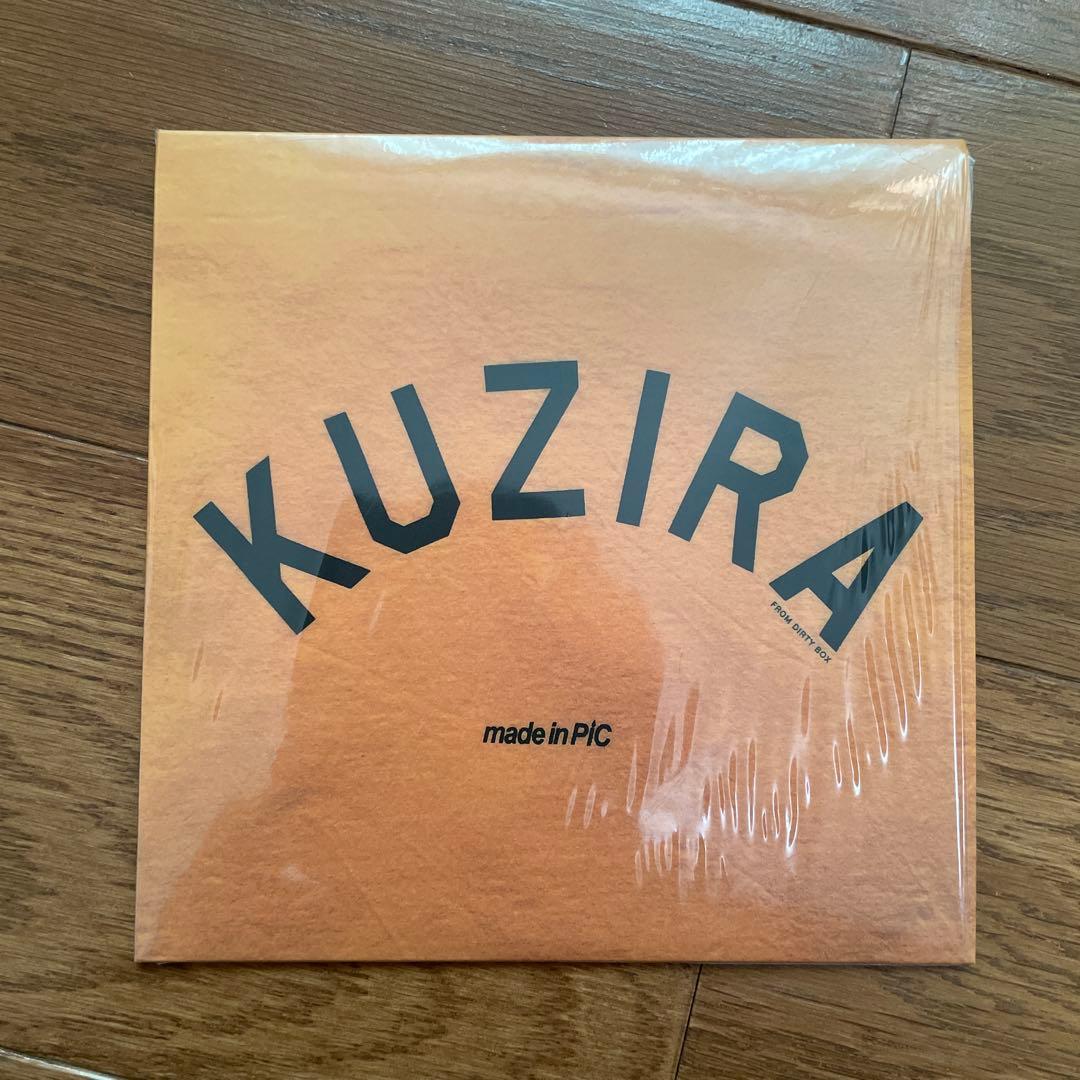 KUZIRA
FROM DIRTY BOX
made in PIC